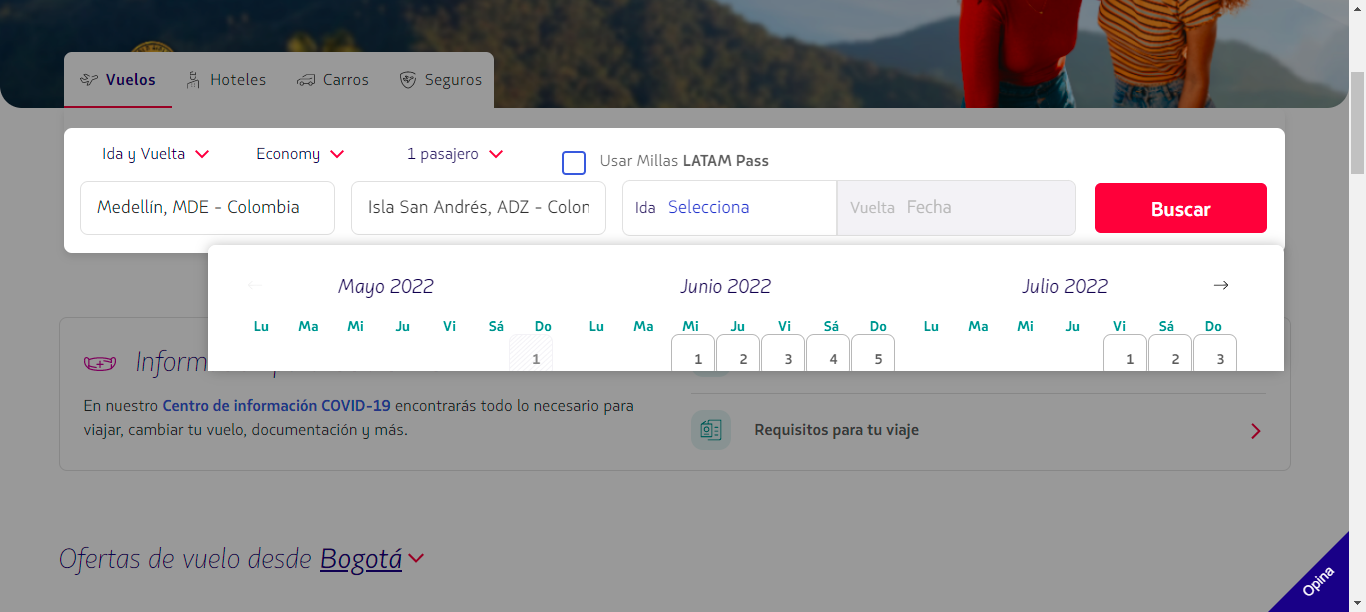 Vuelos Hoteles Carros Seguros
Ida y Vuelta Economy 1 pasajero Usar Millas LATAM Pass
Medellín, MDE - Colombia Isla San Andrés, ADZ - Colon Ida Selecciona Vuelta Fecha Buscar
Mayo 2022 Junio 2022 Julio 2022
Lu Ma Mi Ju Vi Sá Do Lu Ma Mi Ju Vi Sá Do Lu Ma Mi Ju Vi Sá Do
1 1 2 3 4 5 1 2 3
Inform
En nuestro Centro de información COVID-19 encontrarás todo lo necesario para
viajar, cambiar tu vuelo, documentación y más.
Requisitos para tu viaje
Ofertas de vuelo desde Bogotá
Opina